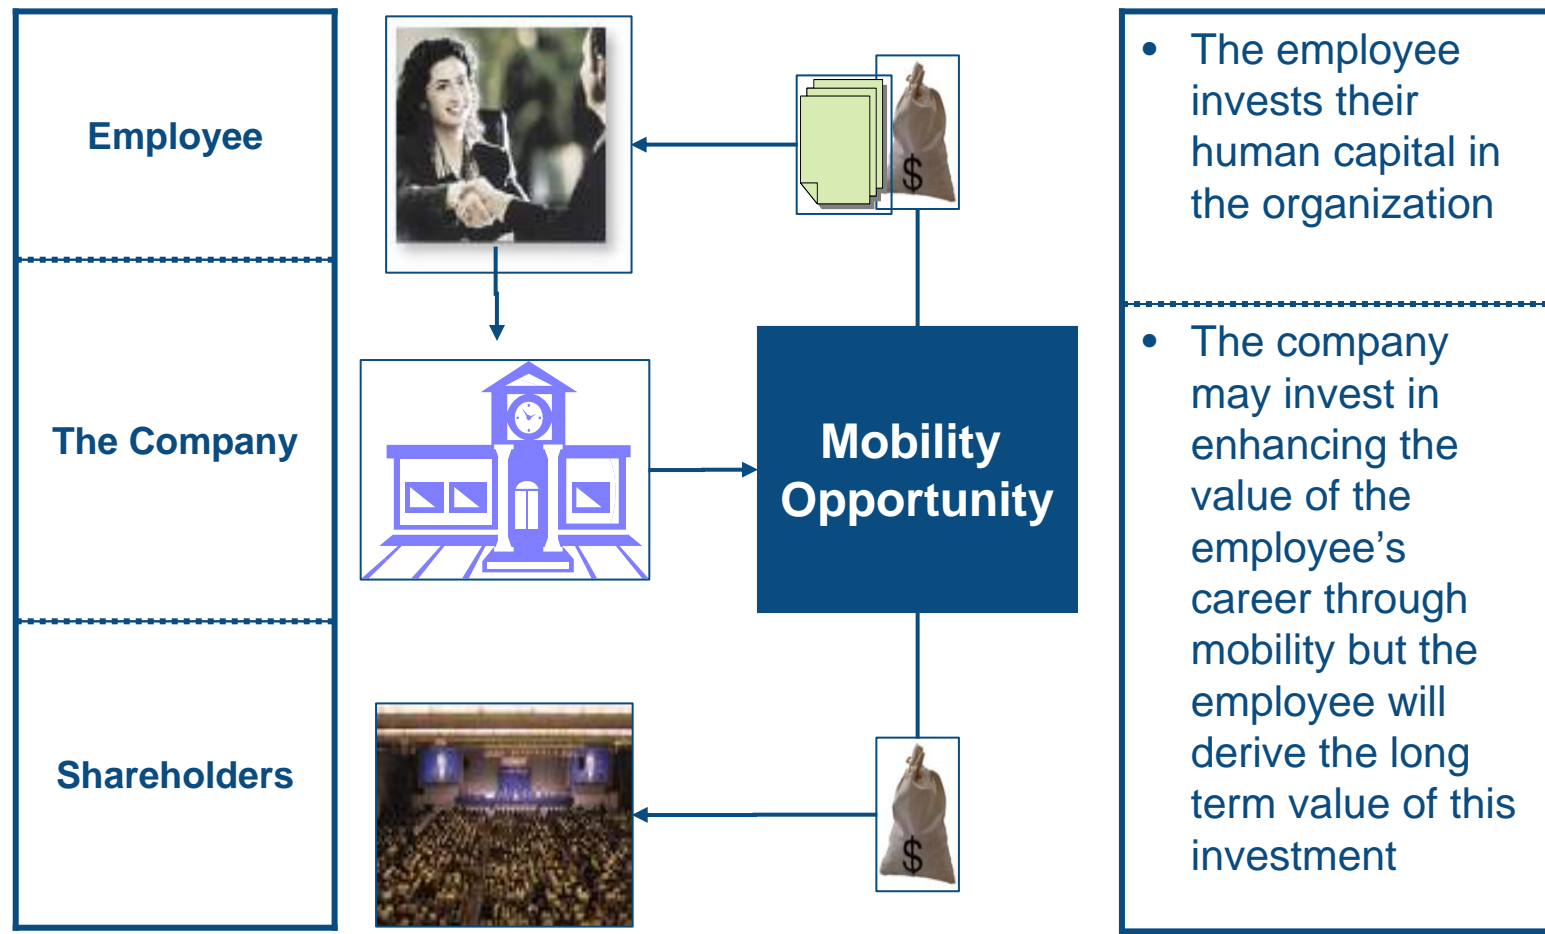 Employee
The Company
Shareholders
$
Mobility
Opportunity
$
• The employee
invests their
human capital in
the organization
• The company
may invest in
enhancing the
value of the
employee’s
career through
mobility but the
employee will
derive the long
term value of this
investment